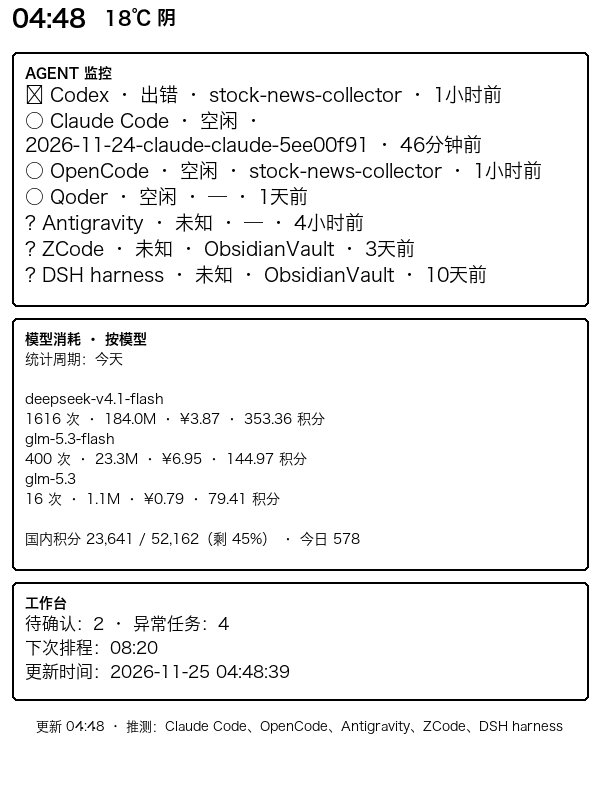 04:48 18℃ 阴
AGENT 监控
☒ Codex · 出错 · stock-news-collector · 1小时前
○ Claude Code · 空闲 ·
2026-11-24-claude-claude-5ee00f91 · 46分钟前
○ OpenCode · 空闲 · stock-news-collector · 1小时前
○ Qoder · 空闲 · — · 1天前
? Antigravity · 未知 · — · 4小时前
? ZCode · 未知 · ObsidianVault · 3天前
? DSH harness · 未知 · ObsidianVault · 10天前
模型消耗 · 按模型
统计周期：今天
deepseek-v4.1-flash
1616 次 · 184.0M · ¥3.87 · 353.36 积分
glm-5.3-flash
400 次 · 23.3M · ¥6.95 · 144.97 积分
glm-5.3
16 次 · 1.1M · ¥0.79 · 79.41 积分
国内积分 23,641 / 52,162（剩 45%） · 今日 578
工作台
待确认：2 · 异常任务：4
下次排程：08:20
更新时间：2026-11-25 04:48:39
更新 04:48 · 推测：Claude Code、OpenCode、Antigravity、ZCode、DSH harness